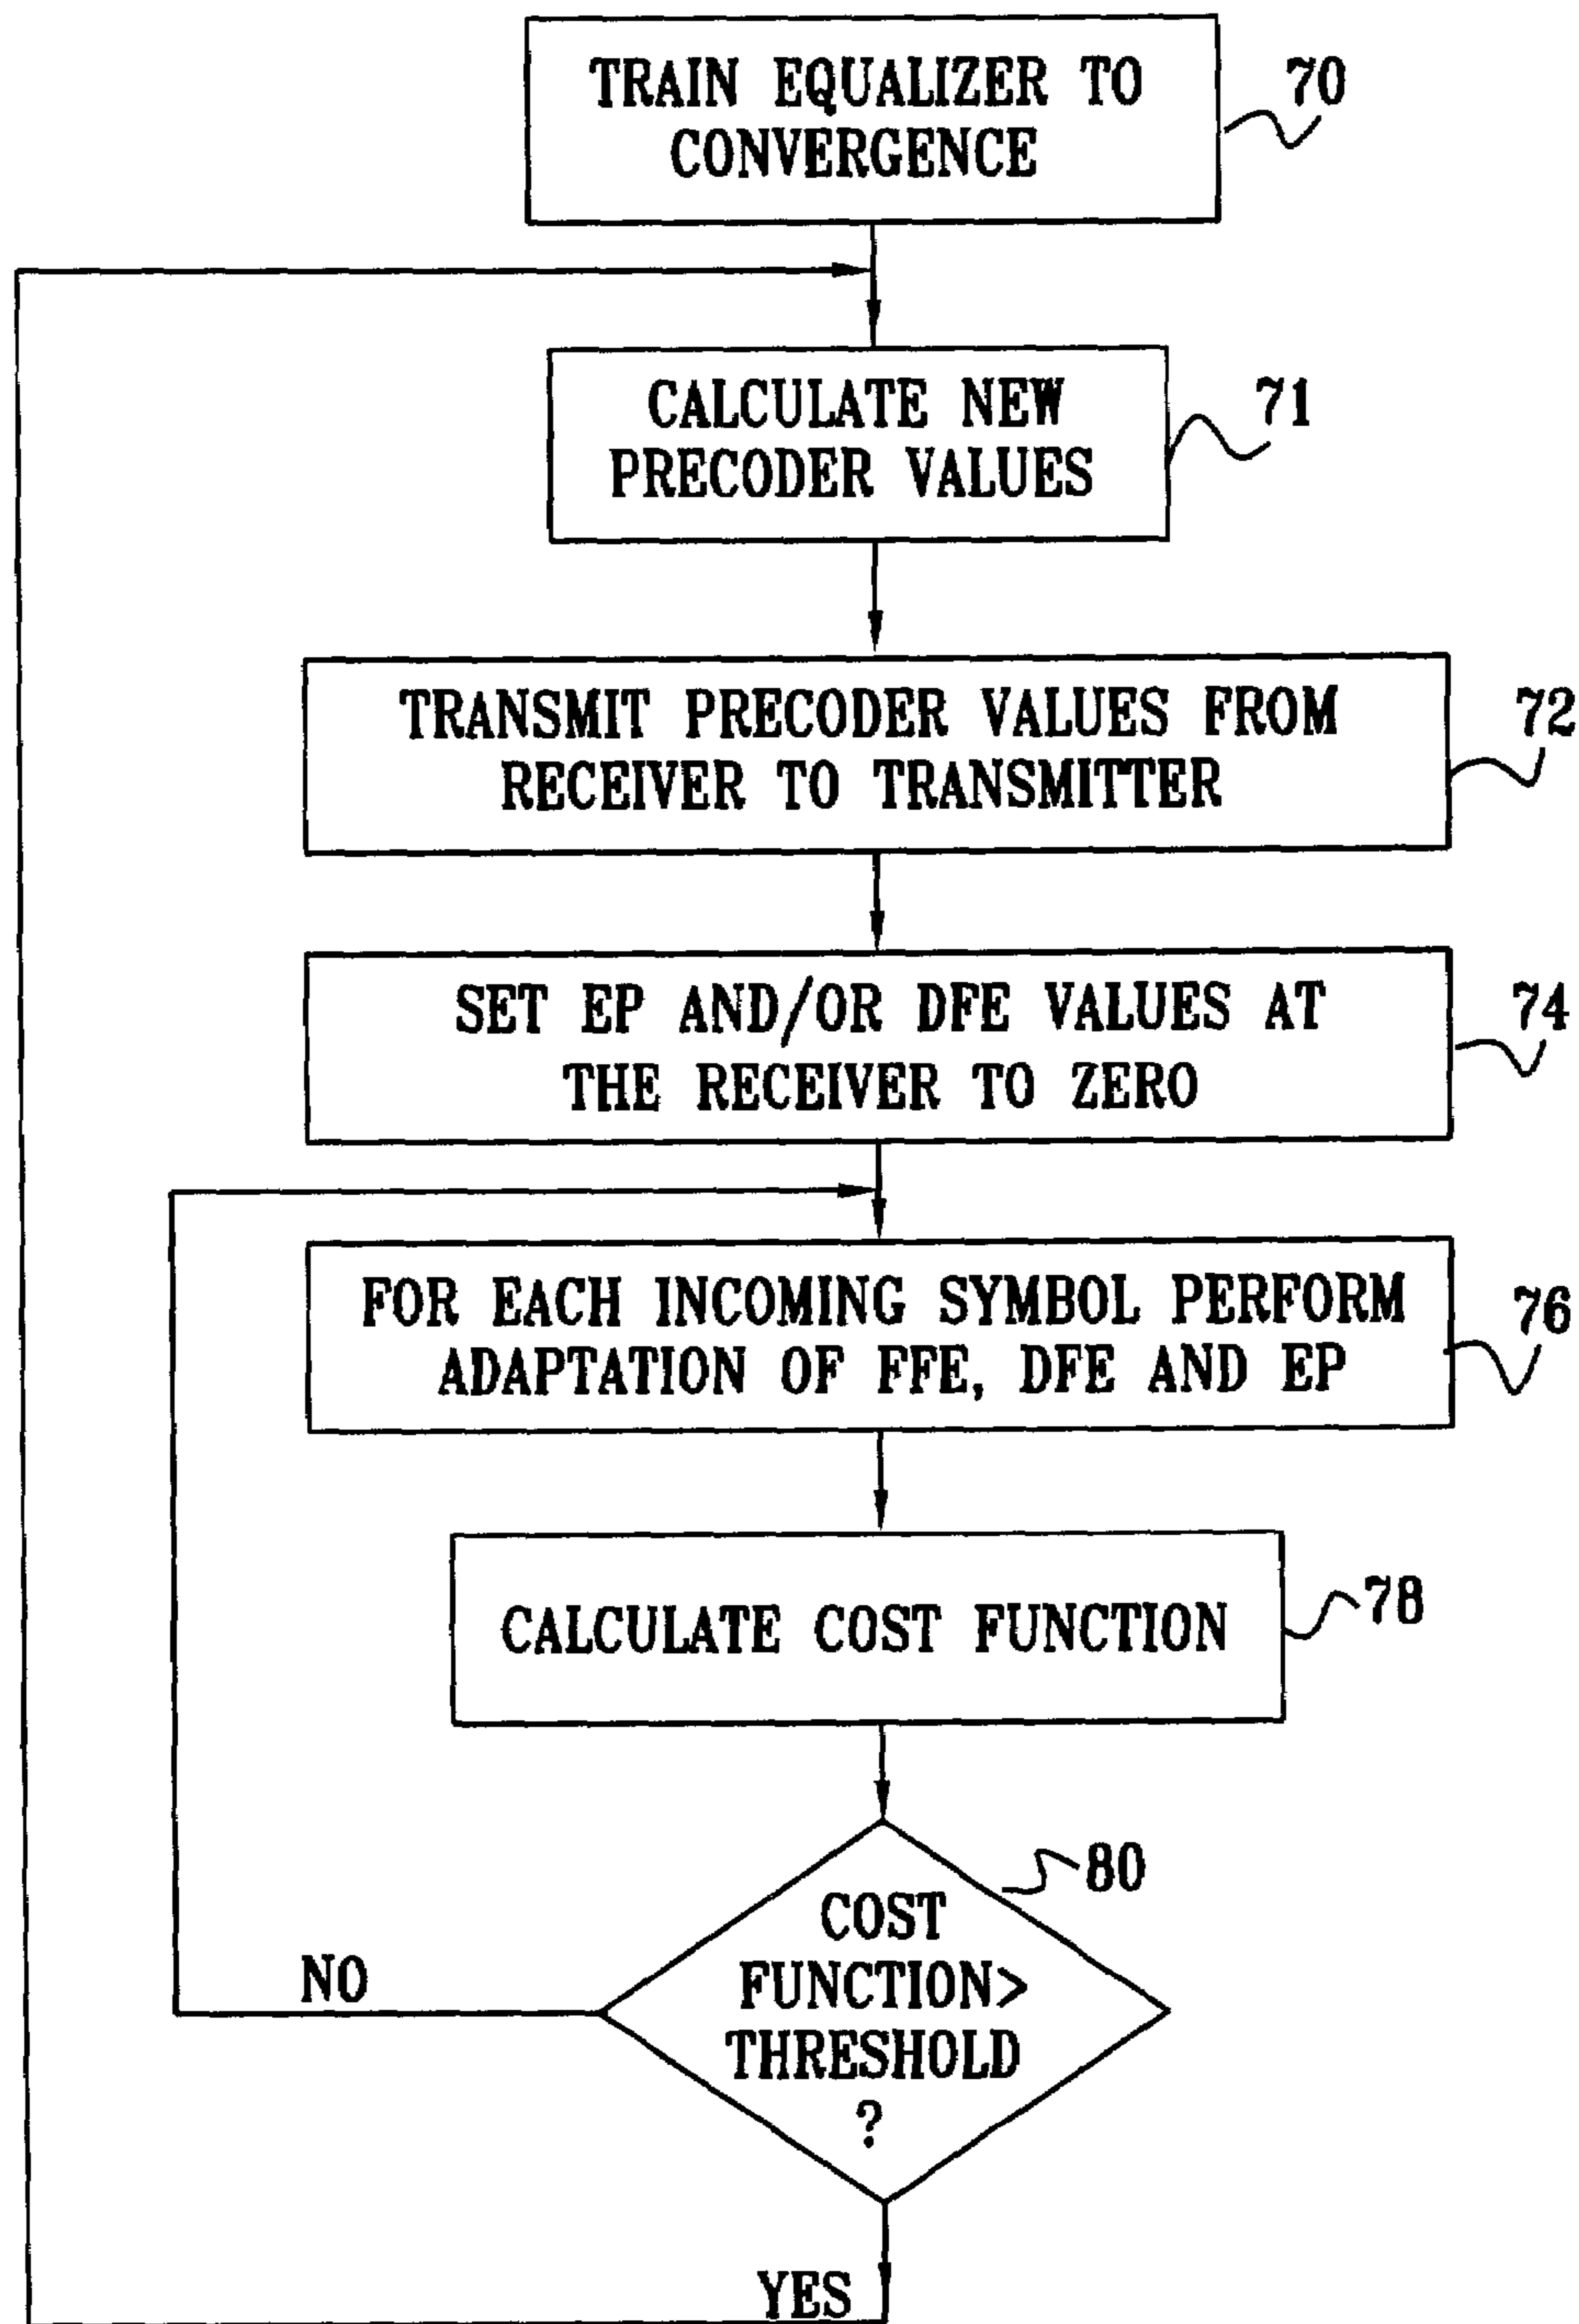 TRAIN EQUALIZER TO
CONVERGENCE
70
CALCULATE NEW
PRECODER VALUES
71
TRANSMIT PRECODER VALUES FROM
RECEIVER TO TRANSMITTER
72
SET EP AND/OR DFE VALUES AT
THE RECEIVER TO ZERO
74
FOR EACH INCOMING SYMBOL PERFORM
ADAPTATION OF FFE, DFE AND EP
76
CALCULATE COST FUNCTION
78
80
COST
FUNCTION>
THRESHOLD
?
NO
YES